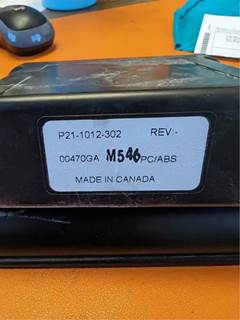 P21-1012-302 REV:-
00470GA M546 PC/ABS
MADE IN CANADA